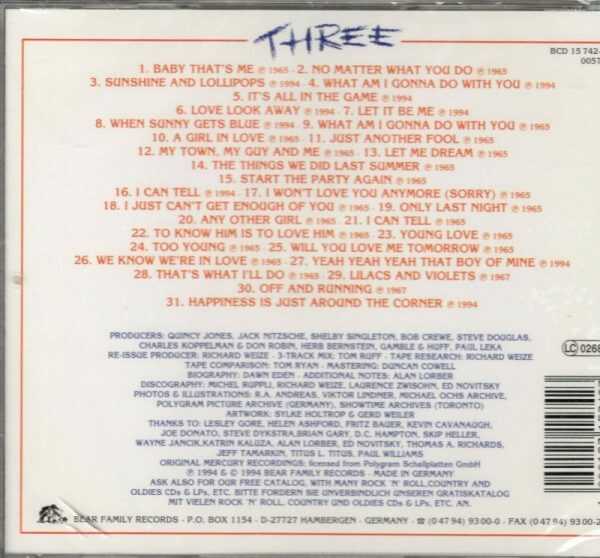 THREE
BCD 15 742-
0057
1. BABY THAT'S ME ℗ 1965 · 2. NO MATTER WHAT YOU DO ℗ 1965
3. SUNSHINE AND LOLLIPOPS ℗ 1994 · 4. WHAT AM I GONNA DO WITH YOU ℗ 1994
5. IT'S ALL IN THE GAME ℗ 1994
6. LOVE LOOK AWAY ℗ 1994 · 7. LET IT BE ME ℗ 1994
8. WHEN SUNNY GETS BLUE ℗ 1994 · 9. WHAT AM I GONNA DO WITH YOU ℗ 1965
10. A GIRL IN LOVE ℗ 1965 · 11. JUST ANOTHER FOOL ℗ 1965
12. MY TOWN, MY GUY AND ME ℗ 1965 · 13. LET ME DREAM ℗ 1965
14. THE THINGS WE DID LAST SUMMER ℗ 1965
15. START THE PARTY AGAIN ℗ 1965
16. I CAN TELL ℗ 1994 · 17. I WON'T LOVE YOU ANYMORE (SORRY) ℗ 1965
18. I JUST CAN'T GET ENOUGH OF YOU ℗ 1965 · 19. ONLY LAST NIGHT ℗ 1965
20. ANY OTHER GIRL ℗ 1965 · 21. I CAN TELL ℗ 1965
22. TO KNOW HIM IS TO LOVE HIM ℗ 1965 · 23. YOUNG LOVE ℗ 1965
24. TOO YOUNG ℗ 1965 · 25. WILL YOU LOVE ME TOMORROW ℗ 1965
26. WE KNOW WE'RE IN LOVE ℗ 1965 · 27. YEAH YEAH YEAH THAT BOY OF MINE ℗ 1994
28. THAT'S WHAT I'LL DO ℗ 1965 · 29. LILACS AND VIOLETS ℗ 1967
30. OFF AND RUNNING ℗ 1967
31. HAPPINESS IS JUST AROUND THE CORNER ℗ 1994
PRODUCERS: QUINCY JONES, JACK NITZSCHE, SHELBY SINGLETON, BOB CREWE, STEVE DOUGLAS,
CHARLES KOPPELMAN & DON ROBIN, HERB BERNSTEIN, GAMBLE & HUFF, PAUL LEKA
RE-ISSUE PRODUCER: RICHARD WEIZE · 3-TRACK MIX: TOM RUFF · TAPE RESEARCH: RICHARD WEIZE
TAPE COMPARISON: TOM RYAN · MASTERING: DUNCAN COWELL
BIOGRAPHY: DAWN EDEN · ADDITIONAL NOTES: ALAN LORBER
DISCOGRAPHY: MICHEL RUPPLI, RICHARD WEIZE, LAURENCE ZWISOHN, ED NOVITSKY
PHOTOS & ILLUSTRATIONS: R.A. ANDREAS, VIKTOR LINDNER, MICHAEL OCHS ARCHIVE,
POLYGRAM PICTURE ARCHIVE (GERMANY), SHOWTIME ARCHIVES (TORONTO)
ARTWORK: SYLKE HOLTROP & GERD WEILER
THANKS TO: LESLEY GORE, HELEN ASHFORD, FRITZ BAUER, KEVIN CAVANAUGH,
JOE DONATO, STEVE DYKSTRA, BRIAN GARY, D.C. HAMPTON, SKIP HELLER,
WAYNE JANCIK, KATRIN KALUZA, ALAN LORBER, ED NOVITSKY, THOMAS A. RICHARDS,
JEFF TAMARKIN, TITUS L. TITUS, PAUL WILLIAMS
ORIGINAL MERCURY RECORDINGS: licensed from Polygram Schallplatten GmbH
℗ 1994 & © 1994 BEAR FAMILY RECORDS · MADE IN GERMANY
ASK ALSO FOR OUR FREE CATALOG, WITH MANY ROCK 'N' ROLL, COUNTRY AND
OLDIES CDs & LPs, ETC. BITTE FORDERN SIE UNVERBINDLICH UNSEREN GRATISKATALOG
MIT VIELEN ROCK 'N' ROLL, COUNTRY UND OLDIES CDs & LPs, ETC. AN.
LC 0268
BEAR FAMILY RECORDS · P.O. BOX 1154 · D-27727 HAMBERGEN · GERMANY · ☎ (0 47 94) 93 00-0 · FAX (0 47 94) 93 00-2